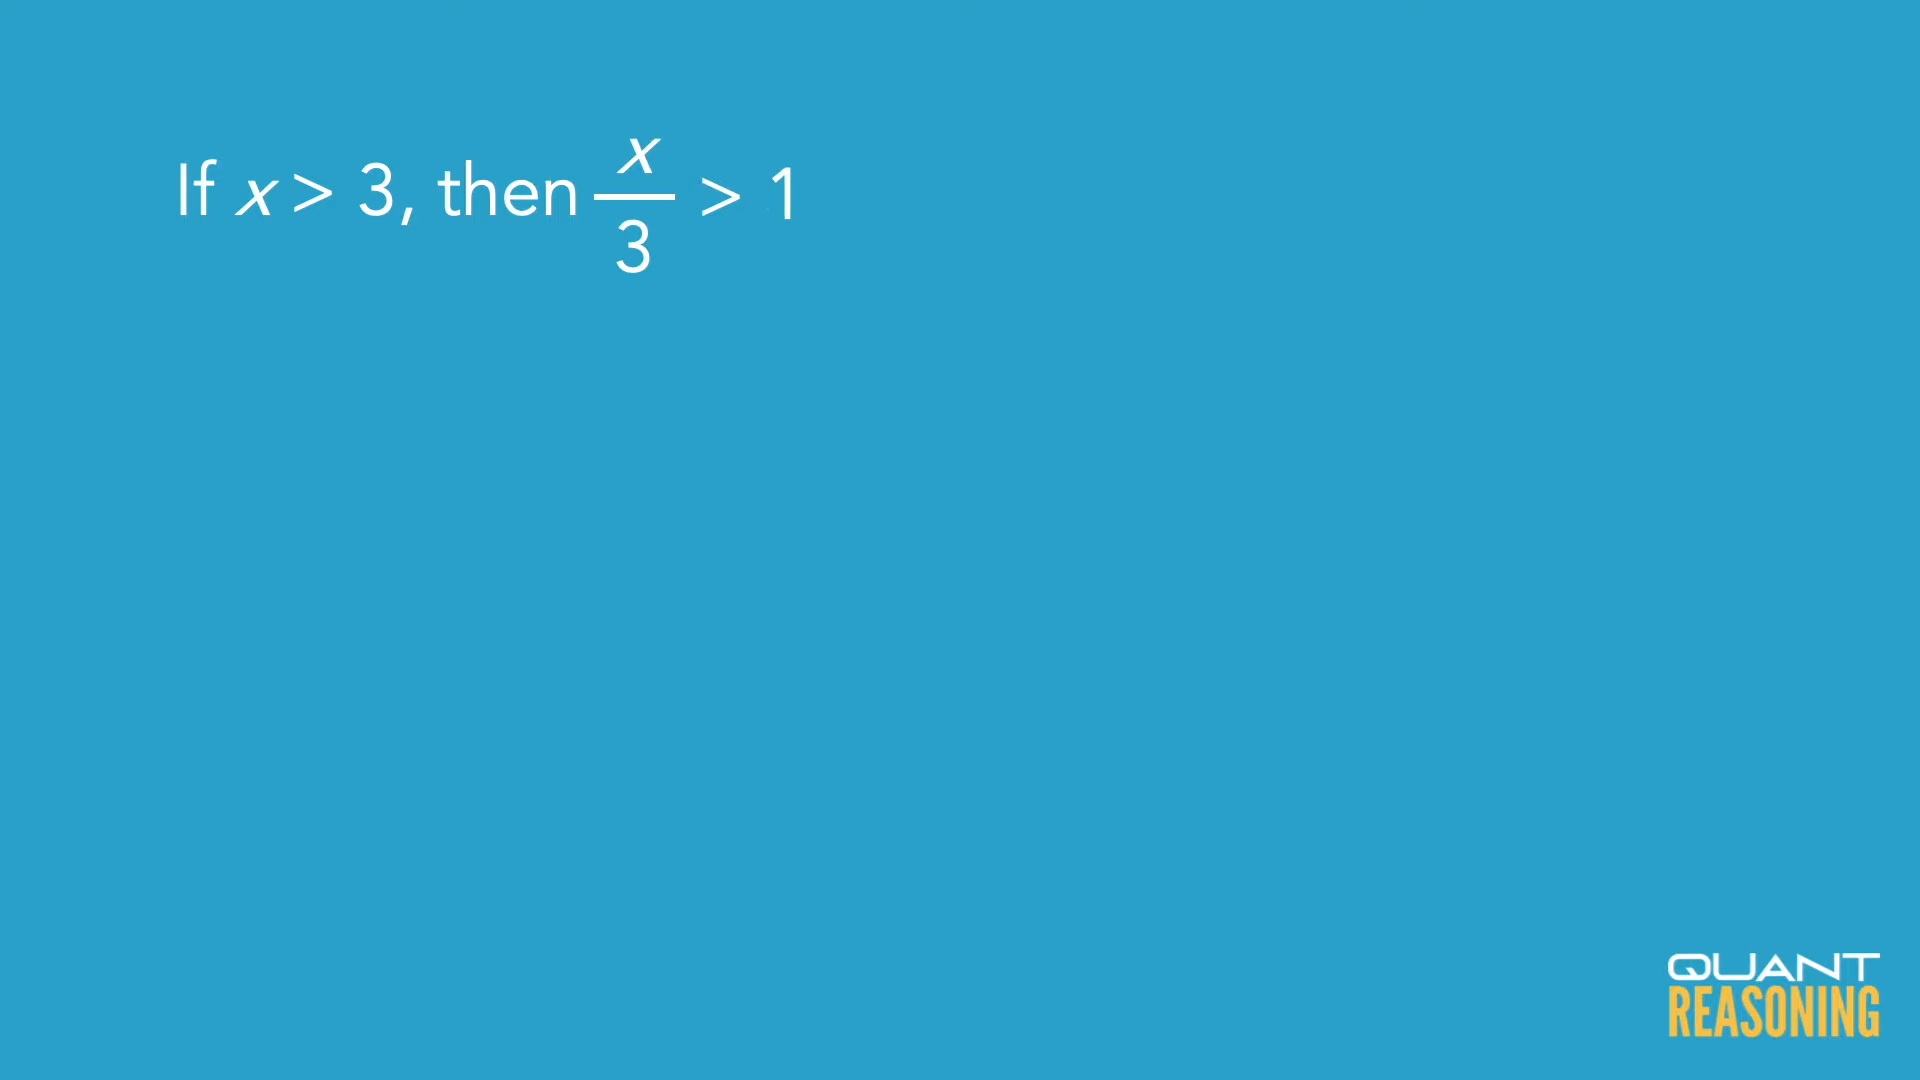 If x > 3, then x/3 > 1
QUANT
REASONING